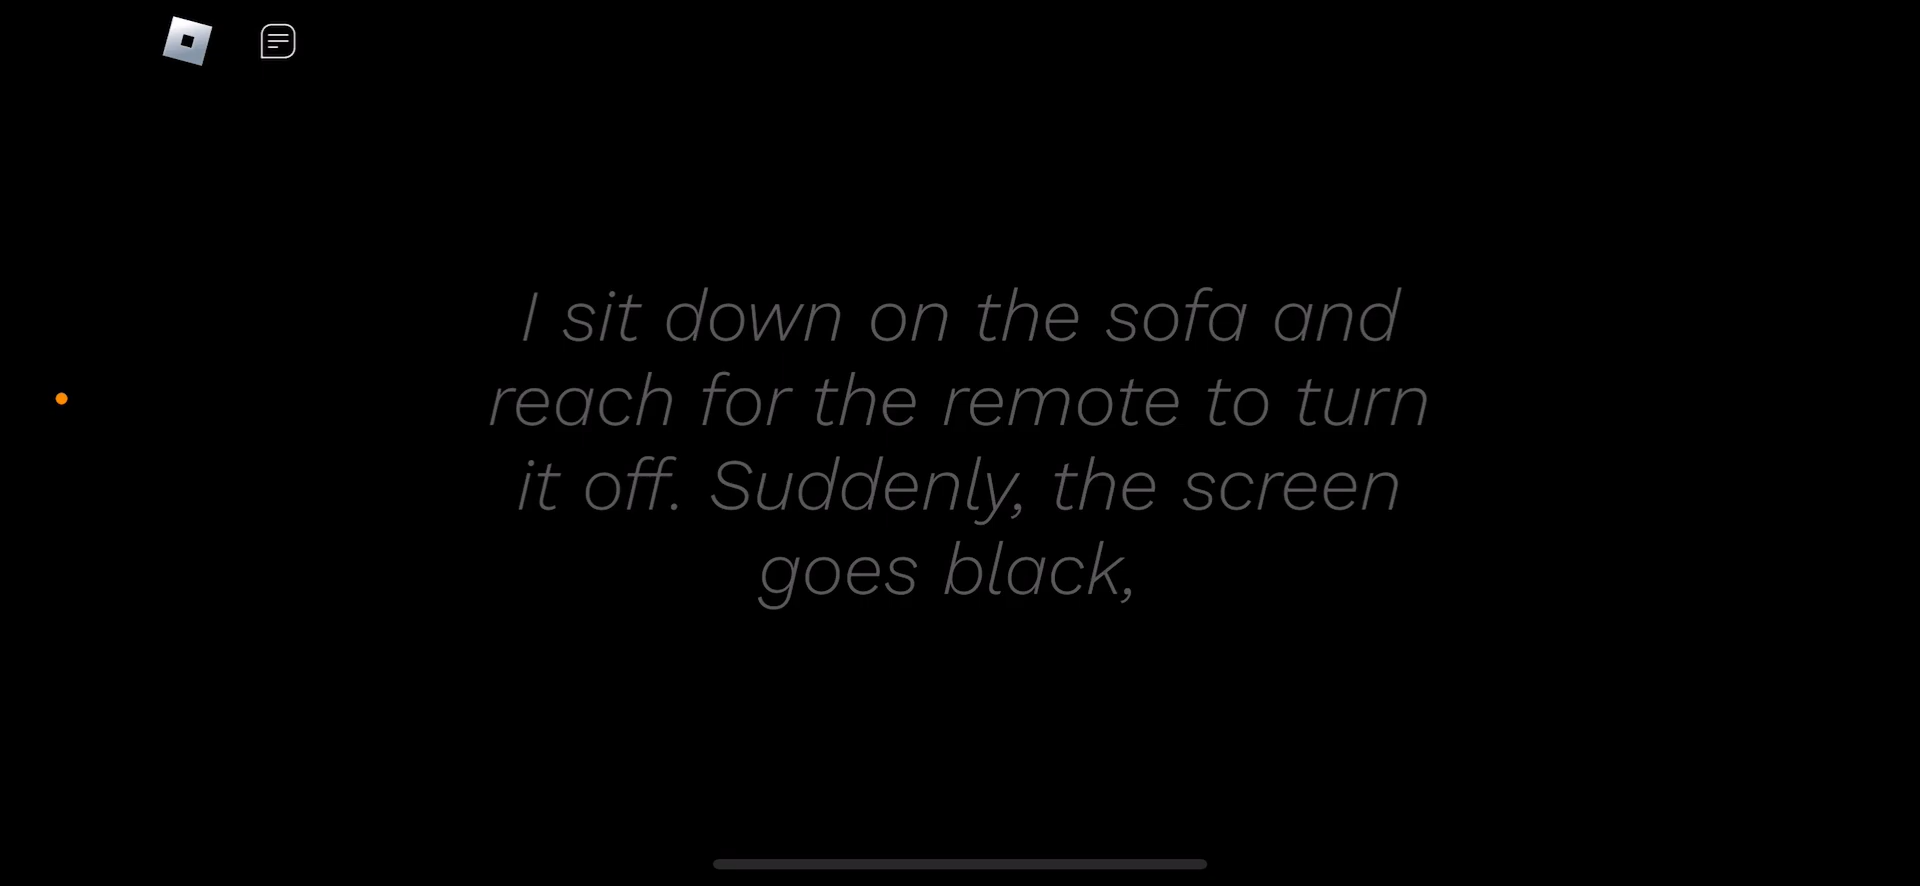 I sit down on the sofa and
reach for the remote to turn
it off. Suddenly, the screen
goes black,